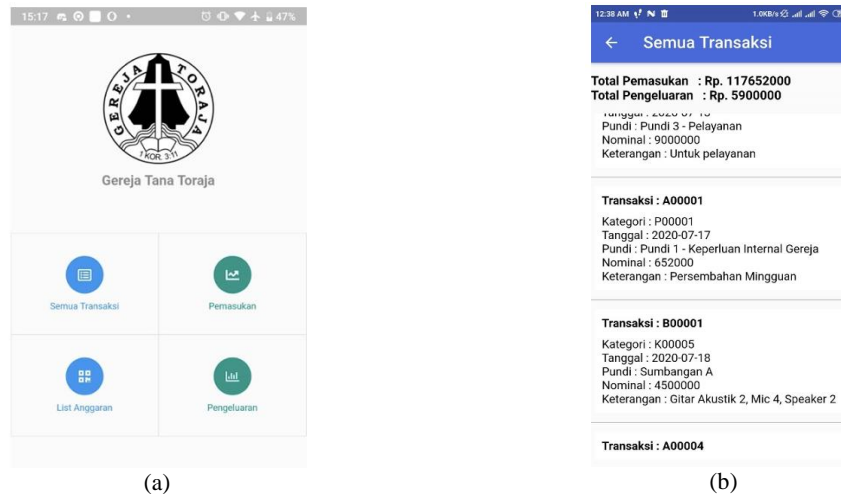 15:17
47%
GEREJA TORAJA
1 KOR. 3:11
Gereja Tana Toraja
Semua Transaksi
Pemasukan
List Anggaran
Pengeluaran
(a)
12:38 AM
1.0KB/s
Semua Transaksi
Total Pemasukan : Rp. 117652000
Total Pengeluaran : Rp. 5900000
Pundi : Pundi 3 - Pelayanan
Nominal : 9000000
Keterangan : Untuk pelayanan
Transaksi : A00001
Kategori : P00001
Tanggal : 2020-07-17
Pundi : Pundi 1 - Keperluan Internal Gereja
Nominal : 652000
Keterangan : Persembahan Mingguan
Transaksi : B00001
Kategori : K00005
Tanggal : 2020-07-18
Pundi : Sumbangan A
Nominal : 4500000
Keterangan : Gitar Akustik 2, Mic 4, Speaker 2
Transaksi : A00004
(b)